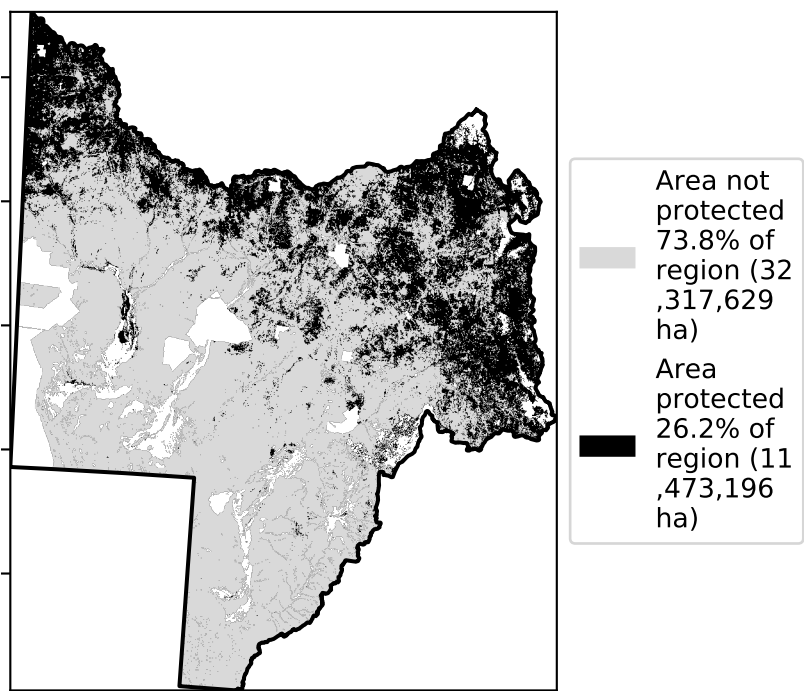 Area not
protected
73.8% of
region (32
,317,629
ha)
Area
protected
26.2% of
region (11
,473,196
ha)